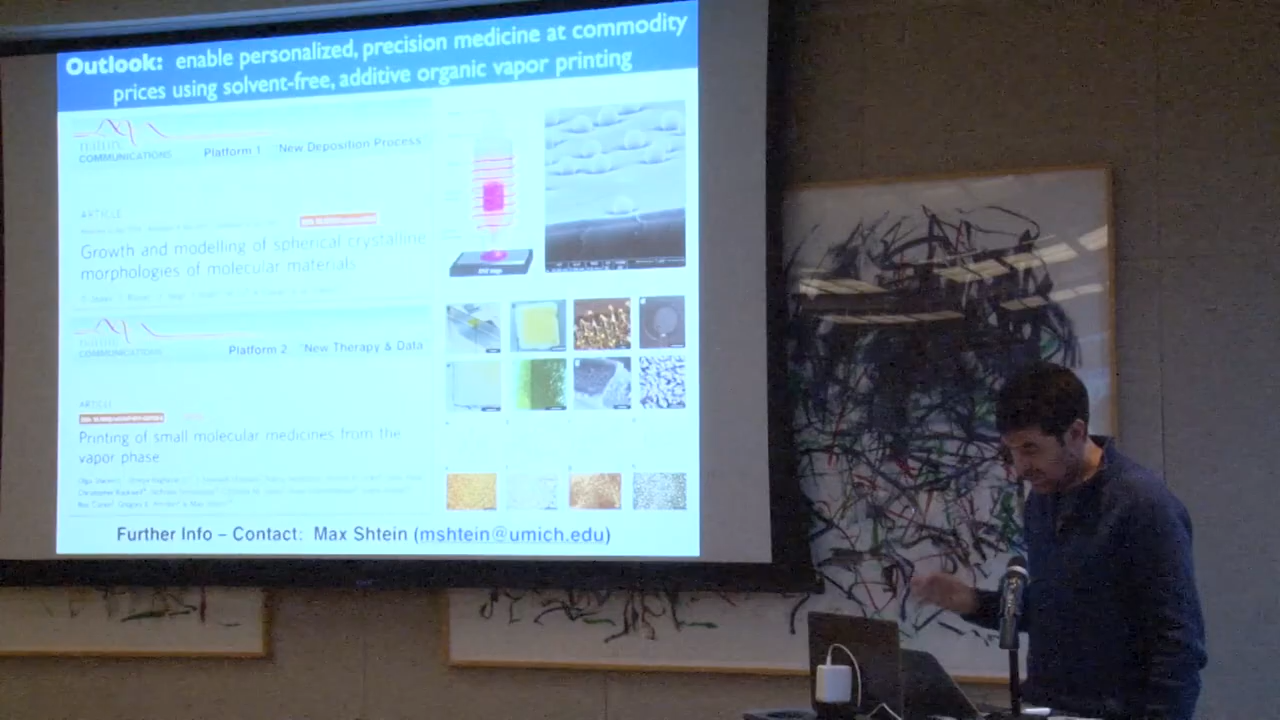 Outlook: enable personalized, precision medicine at commodity
prices using solvent-free, additive organic vapor printing
nature
COMMUNICATIONS
Platform 1 "New Deposition Process
ARTICLE
Growth and modelling of spherical crystalline
morphologies of molecular materials
nature
COMMUNICATIONS
Platform 2 "New Therapy & Data
ARTICLE
Printing of small molecular medicines from the
vapor phase
Further Info – Contact: Max Shtein (mshtein@umich.edu)